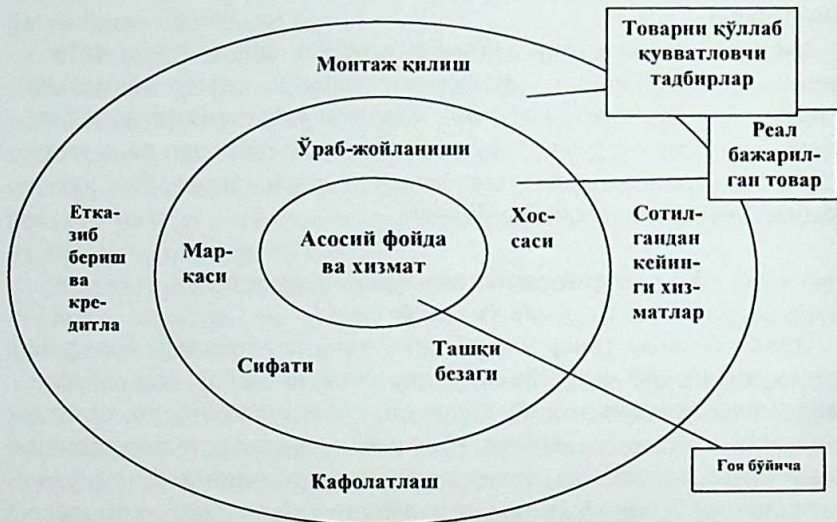 Товарни қўллаб
қувватловчи
тадбирлар
Монтаж қилиш
Реал
бажарил-
ган товар
Ўраб-жойланиши
Етка-
зиб
бериш
ва
кре-
дитла
Мар-
каси
Асосий фойда
ва хизмат
Хос-
саси
Сотил-
гандан
кейин-
ги хиз-
матлар
Сифати
Ташқи
безаги
Ғоя бўйича
Кафолатлаш